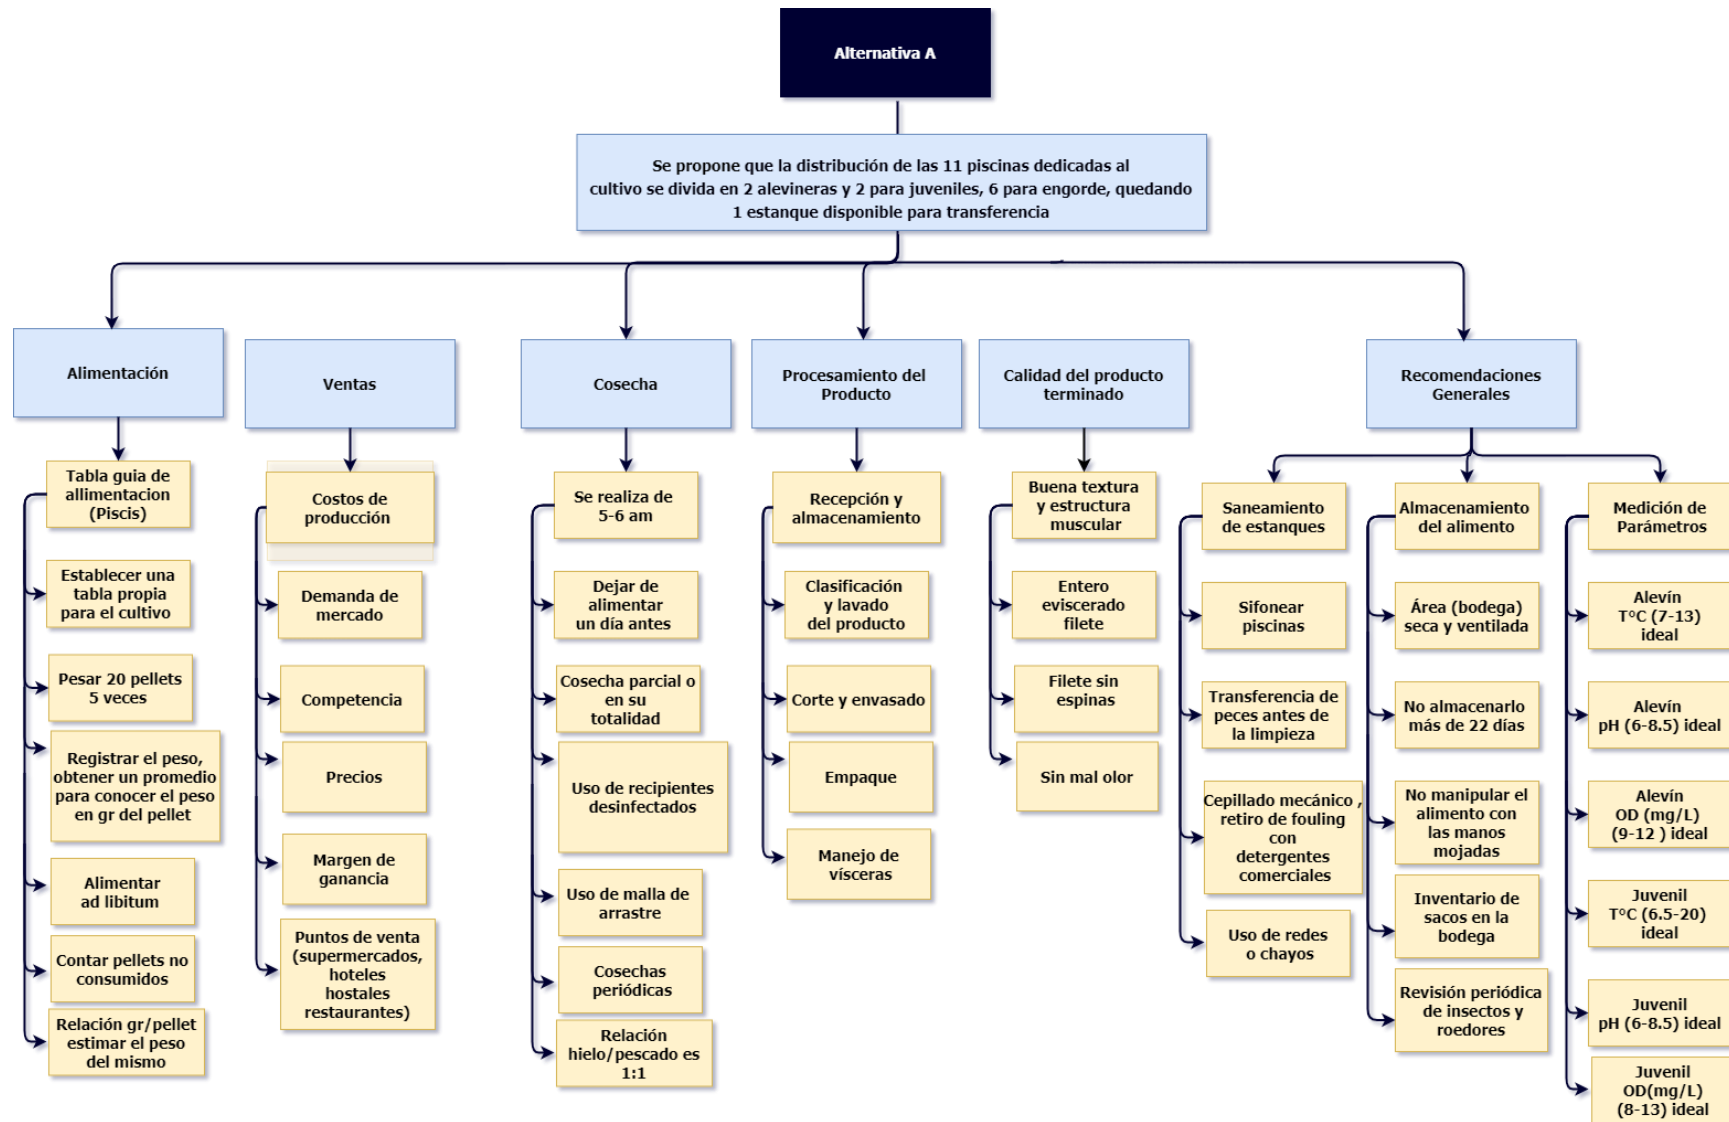 Alternativa A
Se propone que la distribución de las 11 piscinas dedicadas al
cultivo se divida en 2 alevineras y 2 para juveniles, 6 para engorde, quedando
1 estanque disponible para transferencia
Alimentación
Tabla guia de
allimentacion
(Piscis)
Establecer una
tabla propia
para el cultivo
Pesar 20 pellets
5 veces
Registrar el peso,
obtener un promedio
para conocer el peso
en gr del pellet
Alimentar
ad libitum
Contar pellets no
consumidos
Relación gr/pellet
estimar el peso
del mismo
Ventas
Costos de
producción
Demanda de
mercado
Competencia
Precios
Margen de
ganancia
Puntos de venta
(supermercados,
hoteles
hostales
restaurantes)
Cosecha
Se realiza de
5-6 am
Dejar de
alimentar
un día antes
Cosecha parcial o
en su
totalidad
Uso de recipientes
desinfectados
Uso de malla de
arrastre
Cosechas
periódicas
Relación
hielo/pescado es
1:1
Procesamiento del
Producto
Recepción y
almacenamiento
Clasificación
y lavado
del producto
Corte y envasado
Empaque
Manejo de
vísceras
Calidad del producto
terminado
Buena textura
y estructura
muscular
Entero
eviscerado
filete
Filete sin
espinas
Sin mal olor
Recomendaciones
Generales
Saneamiento
de estanques
Sifonear
piscinas
Transferencia de
peces antes de
la limpieza
Cepillado mecánico ,
retiro de fouling
con
detergentes
comerciales
Uso de redes
o chayos
Almacenamiento
del alimento
Área (bodega)
seca y ventilada
No almacenarlo
más de 22 días
No manipular el
alimento con
las manos
mojadas
Inventario de
sacos en la
bodega
Revisión periódica
de insectos y
roedores
Medición de
Parámetros
Alevín
TºC (7-13)
ideal
Alevín
pH (6-8.5) ideal
Alevín
OD (mg/L)
(9-12 ) ideal
Juvenil
TºC (6.5-20)
ideal
Juvenil
pH (6-8.5) ideal
Juvenil
OD(mg/L)
(8-13) ideal